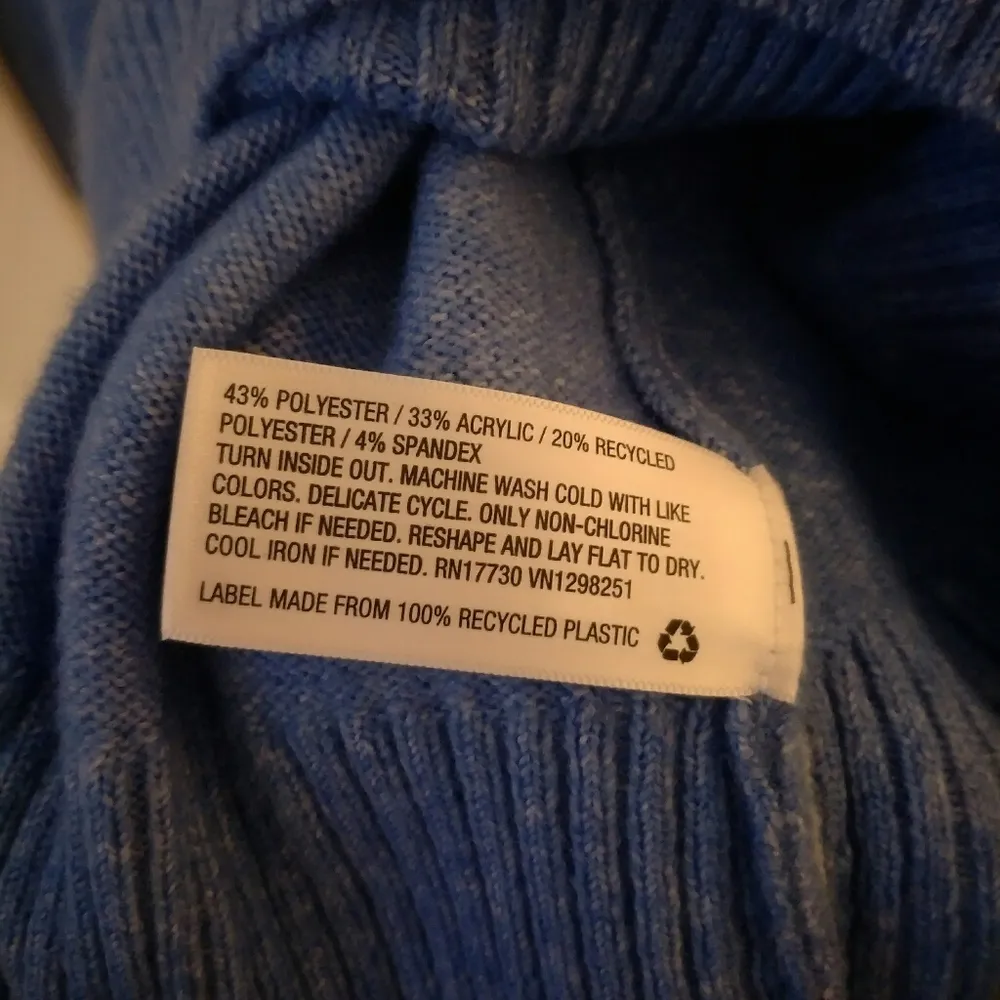 43% POLYESTER / 33% ACRYLIC / 20% RECYCLED
POLYESTER / 4% SPANDEX
TURN INSIDE OUT. MACHINE WASH COLD WITH LIKE
COLORS. DELICATE CYCLE. ONLY NON-CHLORINE
BLEACH IF NEEDED. RESHAPE AND LAY FLAT TO DRY.
COOL IRON IF NEEDED. RN17730 VN1298251
LABEL MADE FROM 100% RECYCLED PLASTIC